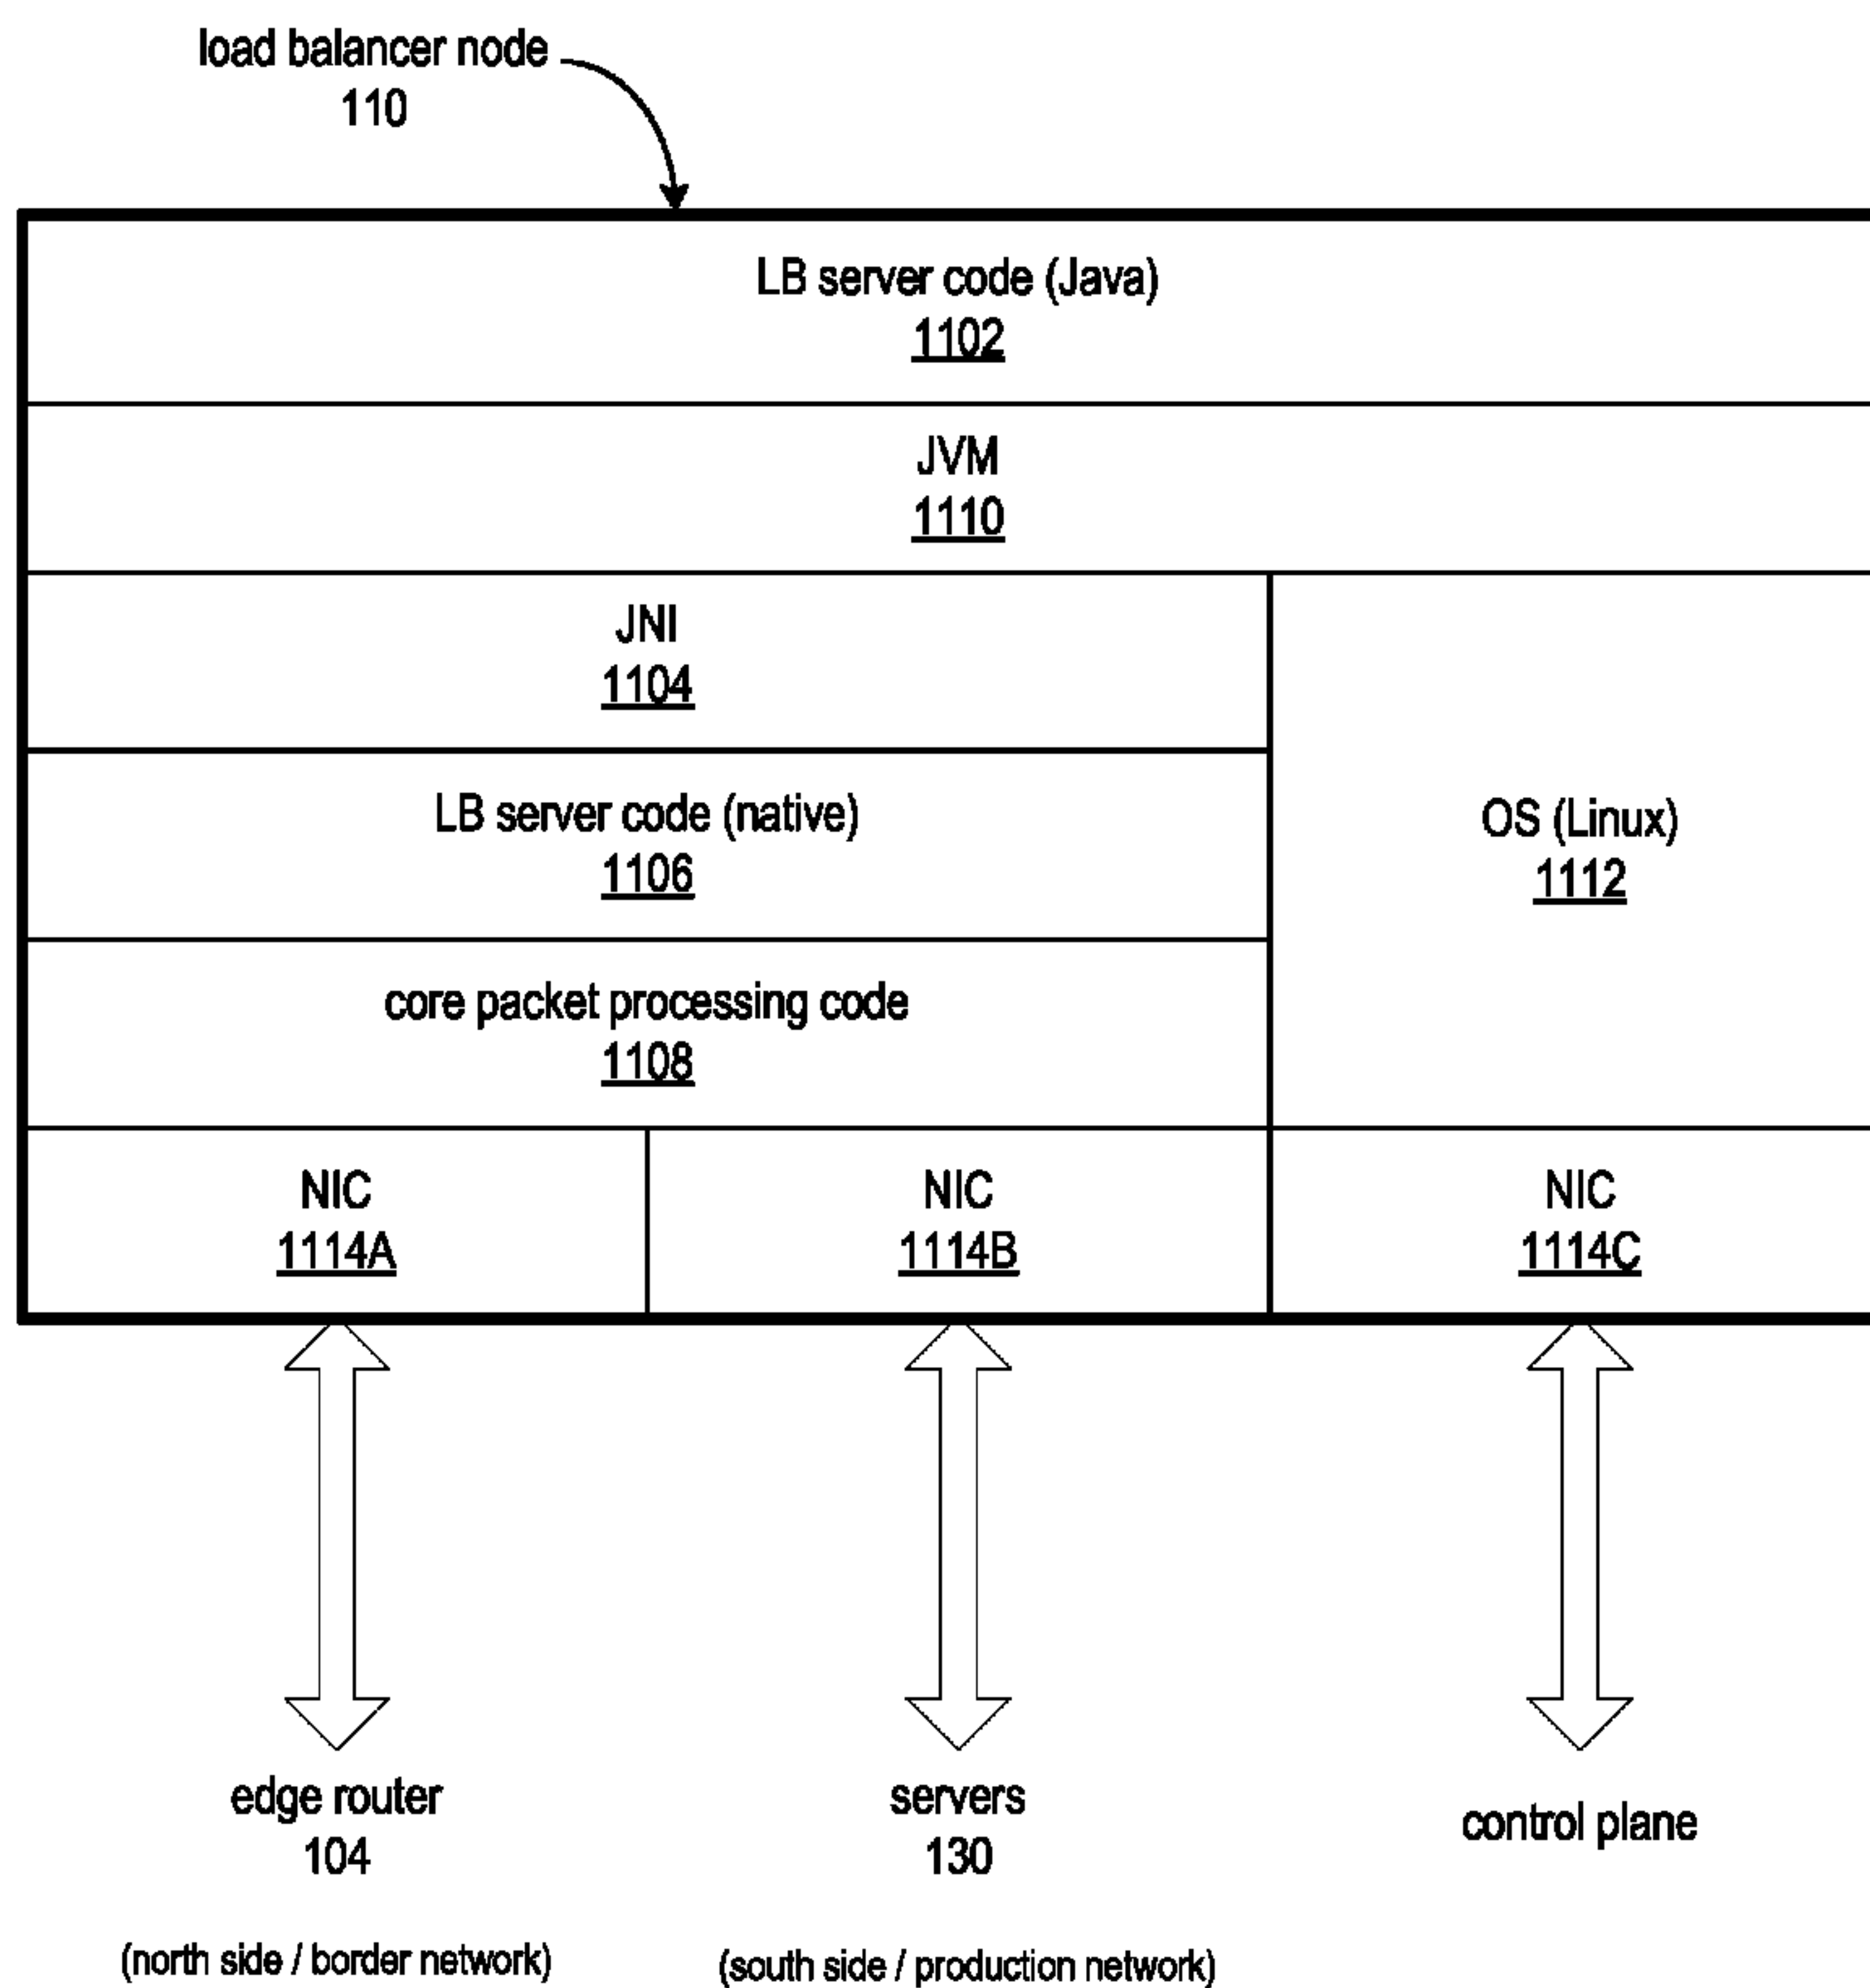 load balancer node
110
LB server code (Java)
1102
JVM
1110
JNI
1104
LB server code (native)
1106
OS (Linux)
1112
core packet processing code
1108
NIC
1114A
NIC
1114B
NIC
1114C
edge router
104
servers
130
control plane
(north side / border network)
(south side / production network)